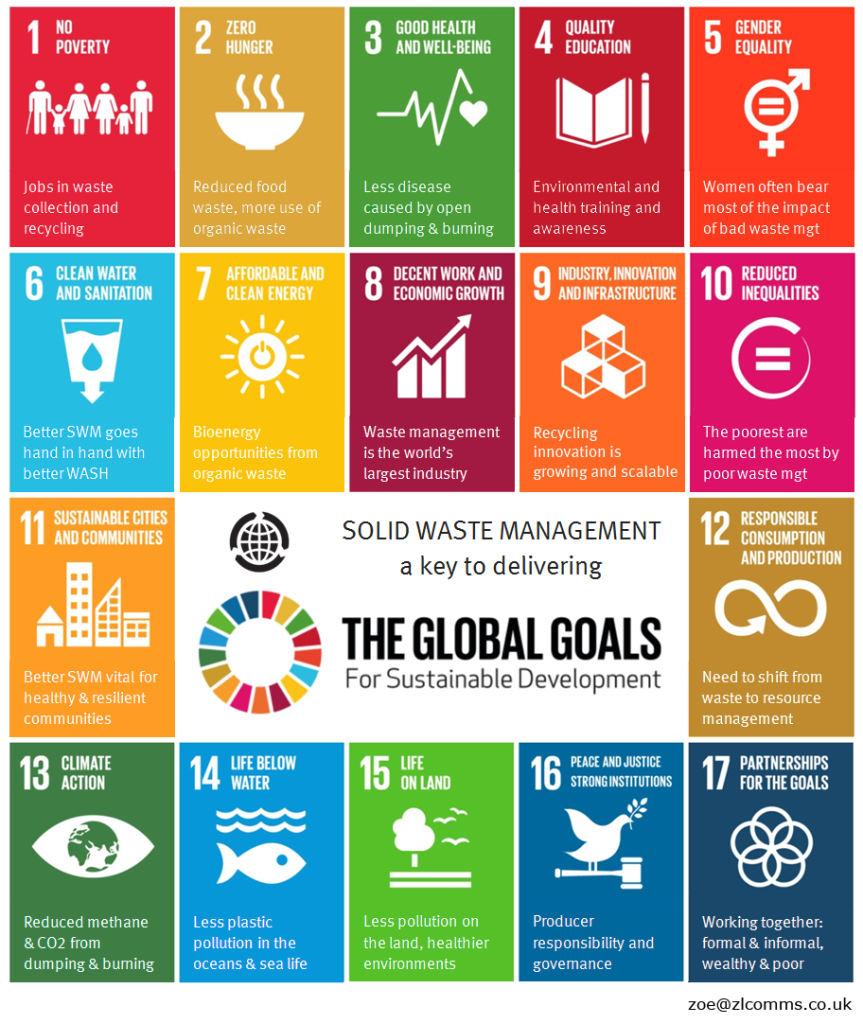 1 NO
POVERTY
Jobs in waste
collection and
recycling
2 ZERO
HUNGER
Reduced food
waste, more use of
organic waste
3 GOOD HEALTH
AND WELL-BEING
Less disease
caused by open
dumping & burning
4 QUALITY
EDUCATION
Environmental and
health training and
awareness
5 GENDER
EQUALITY
Women often bear
most of the impact
of bad waste mgt
6 CLEAN WATER
AND SANITATION
Better SWM goes
hand in hand with
better WASH
7 AFFORDABLE AND
CLEAN ENERGY
Bioenergy
opportunities from
organic waste
8 DECENT WORK AND
ECONOMIC GROWTH
Waste management
is the world's
largest industry
9 INDUSTRY, INNOVATION
AND INFRASTRUCTURE
Recycling
innovation is
growing and scalable
10 REDUCED
INEQUALITIES
The poorest are
harmed the most by
poor waste mgt
11 SUSTAINABLE CITIES
AND COMMUNITIES
Better SWM vital for
healthy & resilient
communities
SOLID WASTE MANAGEMENT
a key to delivering
THE GLOBAL GOALS
For Sustainable Development
12 RESPONSIBLE
CONSUMPTION
AND PRODUCTION
Need to shift from
waste to resource
management
13 CLIMATE
ACTION
Reduced methane
& CO2 from
dumping & burning
14 LIFE BELOW
WATER
Less plastic
pollution in the
oceans & sea life
15 LIFE
ON LAND
Less pollution on
the land, healthier
environments
16 PEACE AND JUSTICE
STRONG INSTITUTIONS
Producer
responsibility and
governance
17 PARTNERSHIPS
FOR THE GOALS
Working together:
formal & informal,
wealthy & poor
zoe@zlcomms.co.uk